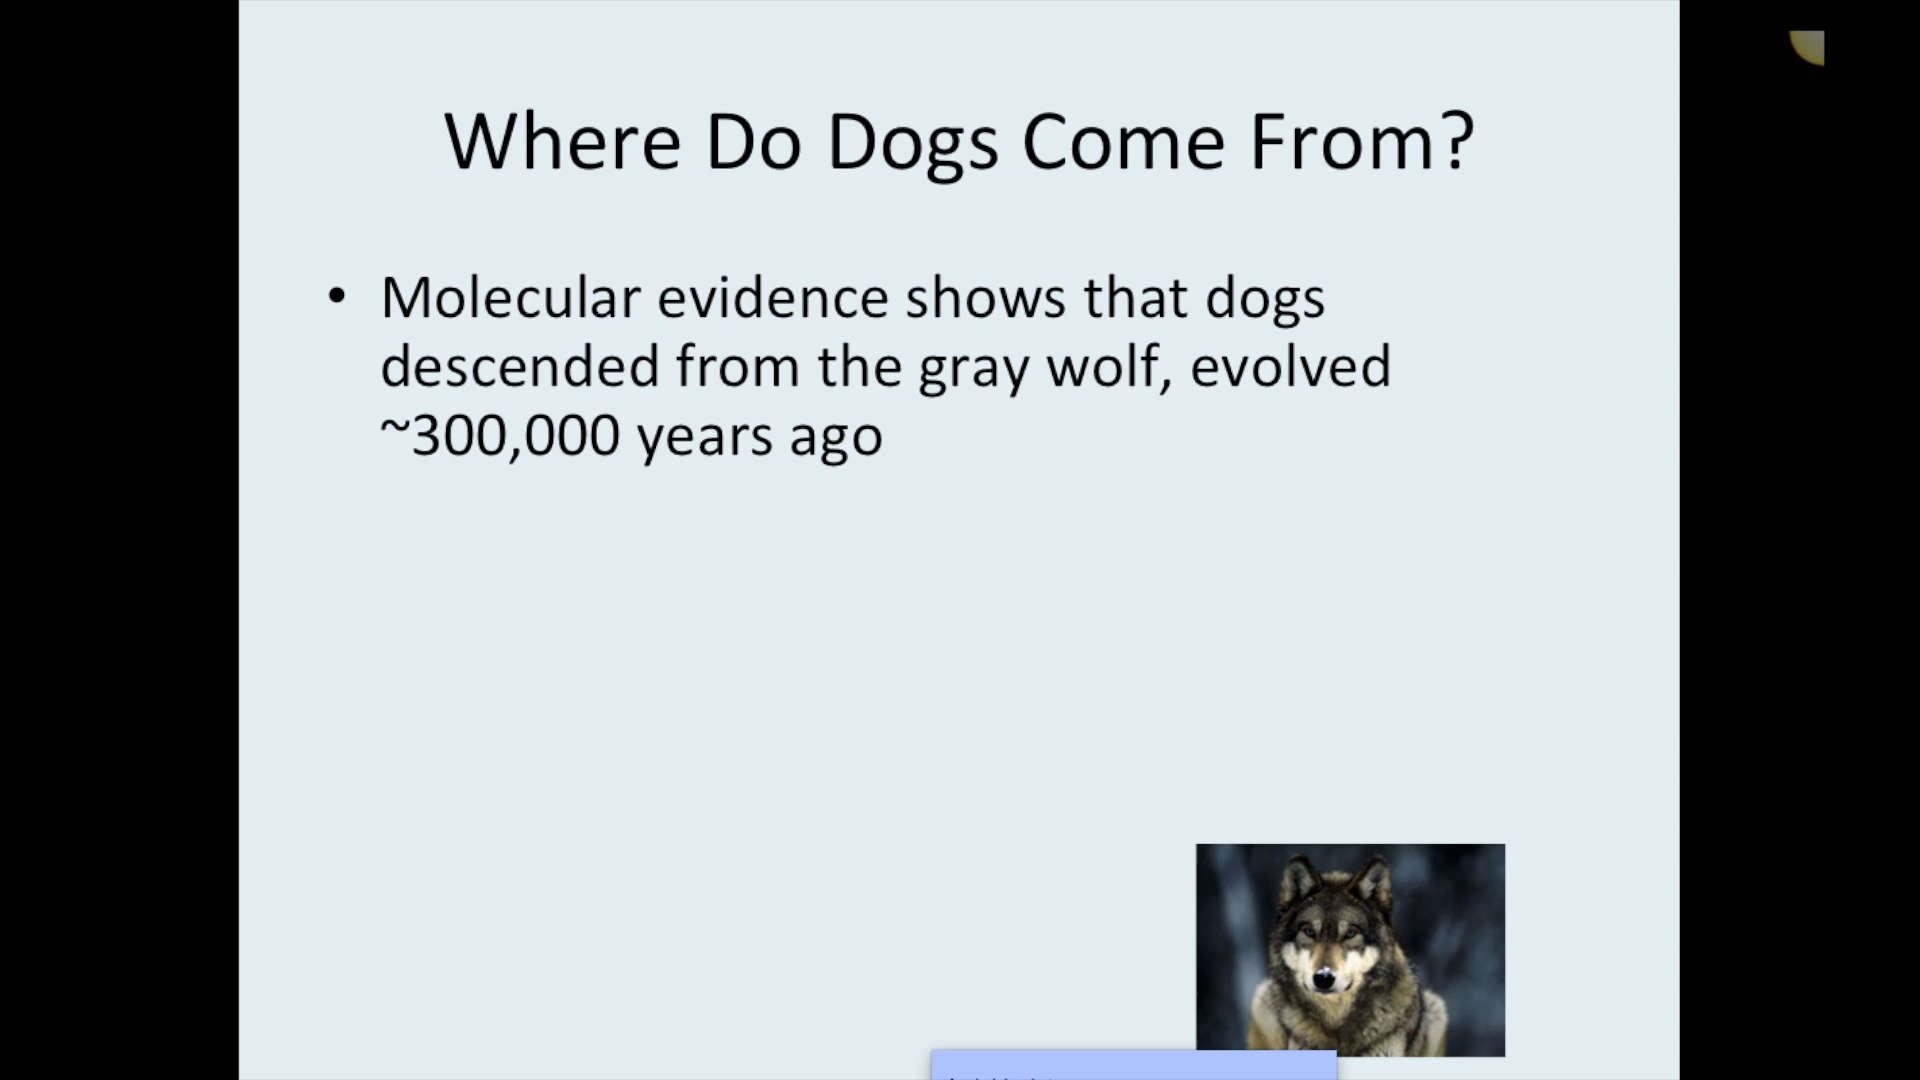 Where Do Dogs Come From?
• Molecular evidence shows that dogs
descended from the gray wolf, evolved
~300,000 years ago